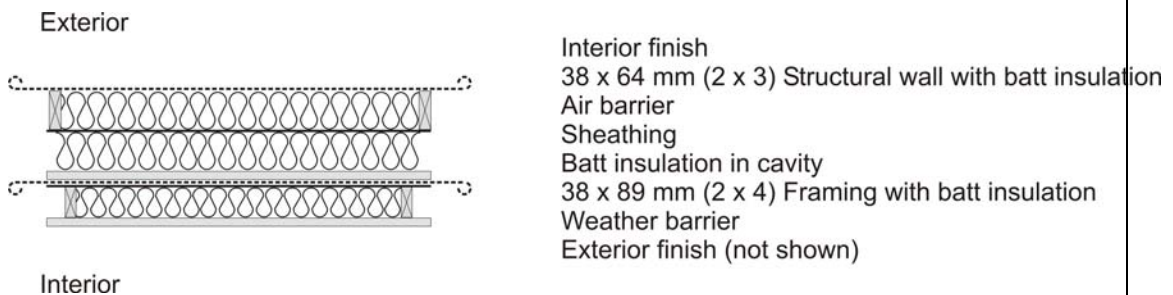 Exterior
Interior finish
38 x 64 mm (2 x 3) Structural wall with batt insulation
Air barrier
Sheathing
Batt insulation in cavity
38 x 89 mm (2 x 4) Framing with batt insulation
Weather barrier
Exterior finish (not shown)
Interior